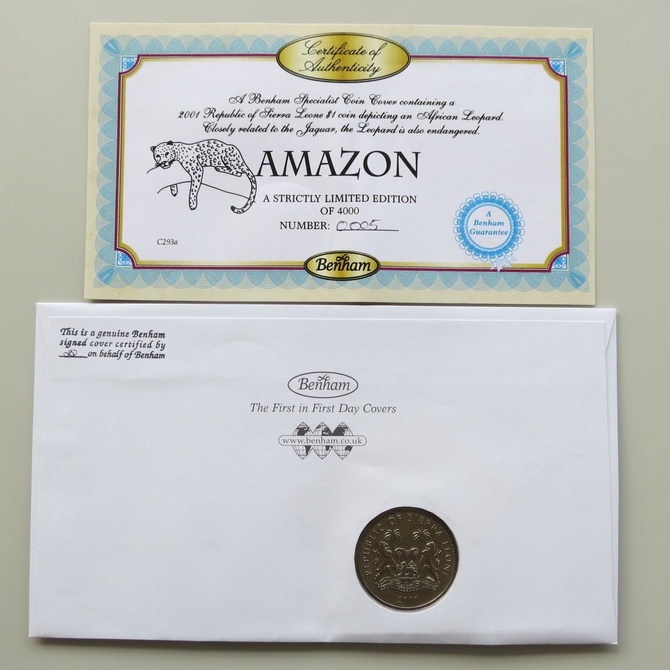 Certificate of
Authenticity
A Benham Specialist Coin Cover containing a
2001 Republic of Sierra Leone $1 coin depicting an African Leopard.
Closely related to the Jaguar, the Leopard is also endangered.
AMAZON
A STRICTLY LIMITED EDITION
OF 4000
NUMBER: 0005
A
Benham
Guarantee
C293a
Benham
This is a genuine Benham
signed cover certified by
on behalf of Benham
Benham
The First in First Day Covers
www.benham.co.uk
REPUBLIC OF SIERRA LEONE